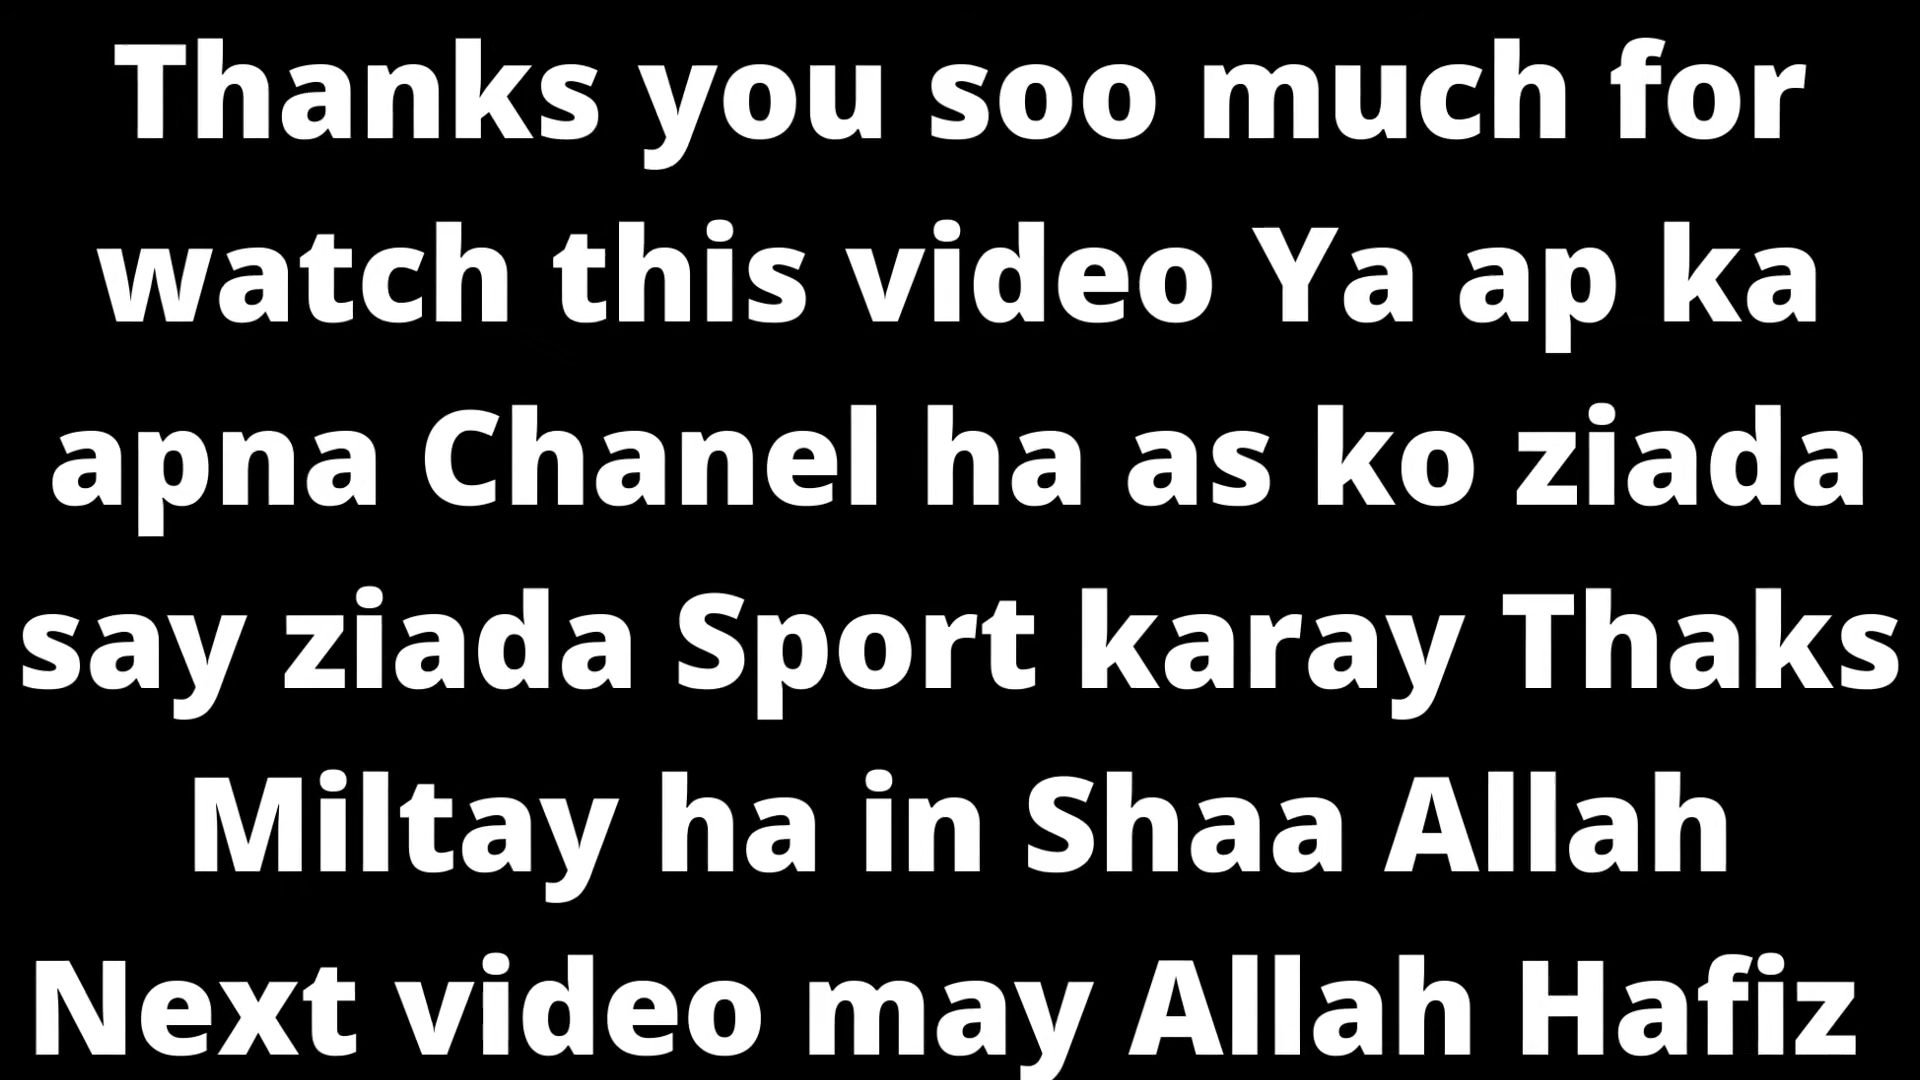 Thanks you soo much for
watch this video Ya ap ka
apna Chanel ha as ko ziada
say ziada Sport karay Thaks
Miltay ha in Shaa Allah
Next video may Allah Hafiz